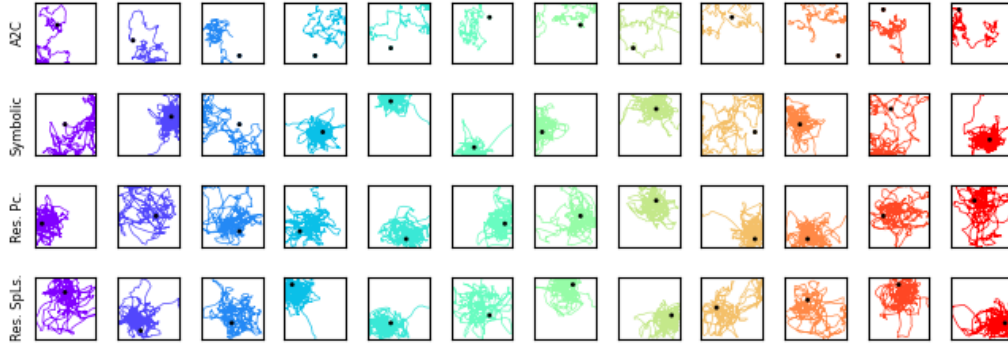 A2C
Symbolic
Res. Pc.
Res. SpLs.